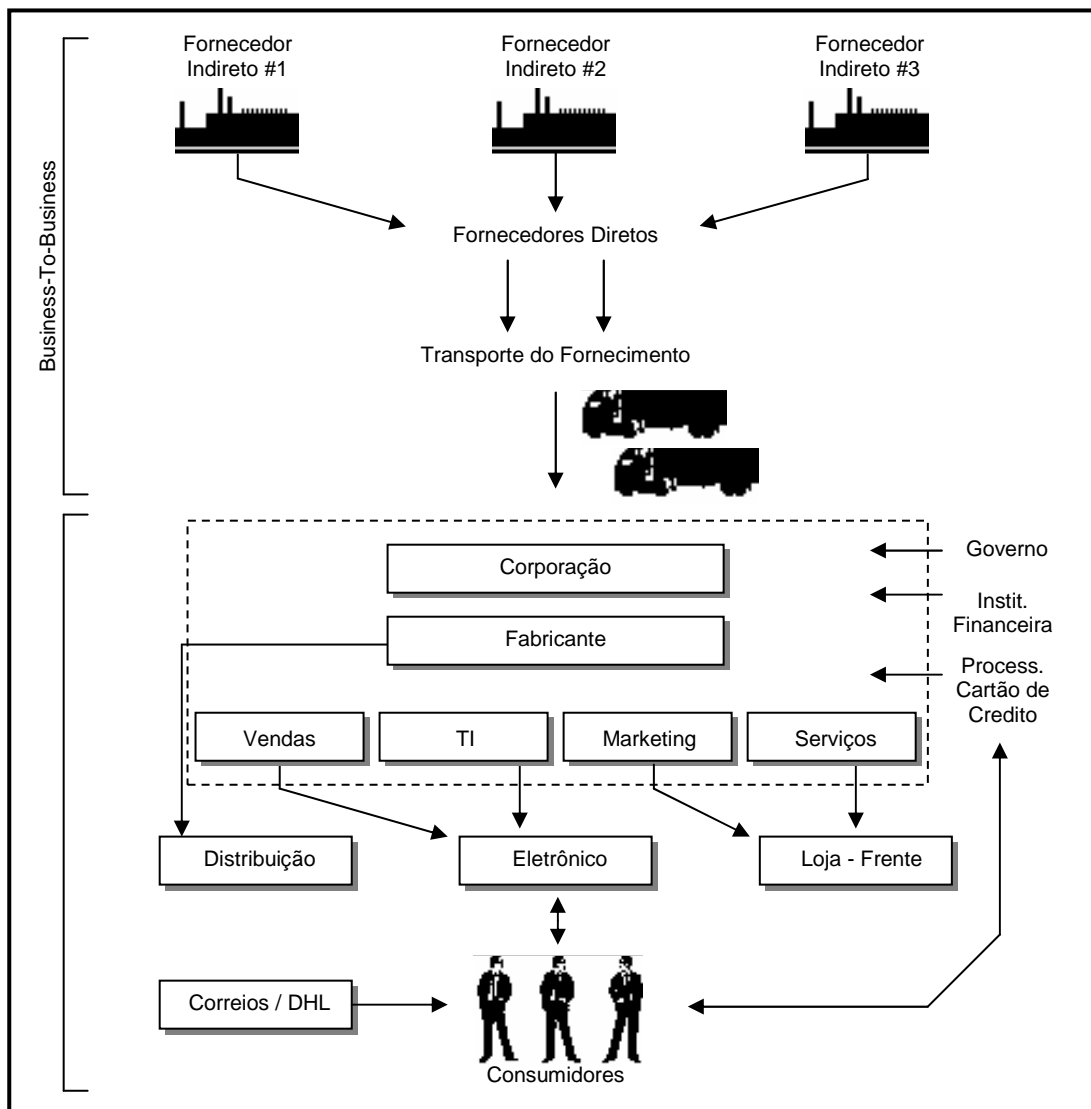 Fornecedor
Indireto #1
Fornecedor
Indireto #2
Fornecedor
Indireto #3
Business-To-Business
Fornecedores Diretos
Transporte do Fornecimento
Corporação
Governo
Instit.
Financeira
Fabricante
Process.
Cartão de
Credito
Vendas
TI
Marketing
Serviços
Distribuição
Eletrônico
Loja - Frente
Correios / DHL
Consumidores